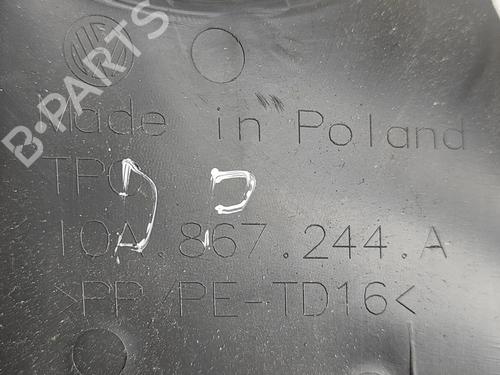 B-PARTS
Made in Poland
TPO
10A.867.244.A
>PP/PE-TD16<